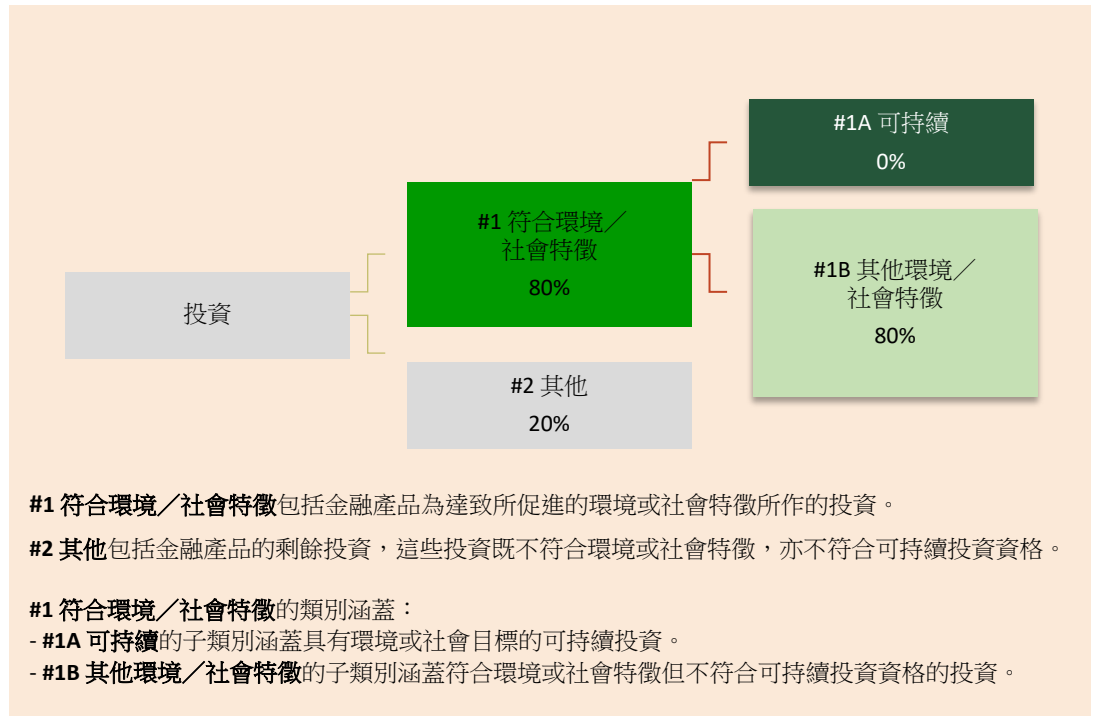 #1A 可持續
0%
#1 符合環境／
社會特徵
80%
#1B 其他環境／
社會特徵
80%
投資
#2 其他
20%
#1 符合環境／社會特徵包括金融產品為達致所促進的環境或社會特徵所作的投資。
#2 其他包括金融產品的剩餘投資，這些投資既不符合環境或社會特徵，亦不符合可持續投資資格。
#1 符合環境／社會特徵的類別涵蓋：
- #1A 可持續的子類別涵蓋具有環境或社會目標的可持續投資。
- #1B 其他環境／社會特徵的子類別涵蓋符合環境或社會特徵但不符合可持續投資資格的投資。